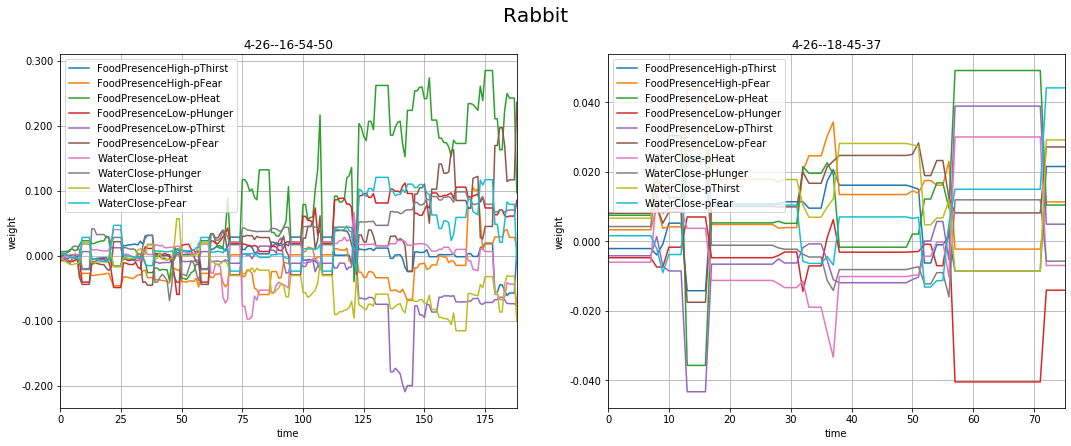 Rabbit
4-26--16-54-50
0.300
0.200
0.100
0.000
-0.100
-0.200
weight
FoodPresenceHigh-pThirst
FoodPresenceHigh-pFear
FoodPresenceLow-pHeat
FoodPresenceLow-pHunger
FoodPresenceLow-pThirst
FoodPresenceLow-pFear
WaterClose-pHeat
WaterClose-pHunger
WaterClose-pThirst
WaterClose-pFear
0 25 50 75 100 125 150 175
time
4-26--18-45-37
0.040
0.020
0.000
-0.020
-0.040
weight
FoodPresenceHigh-pThirst
FoodPresenceHigh-pFear
FoodPresenceLow-pHeat
FoodPresenceLow-pHunger
FoodPresenceLow-pThirst
FoodPresenceLow-pFear
WaterClose-pHeat
WaterClose-pHunger
WaterClose-pThirst
WaterClose-pFear
0 10 20 30 40 50 60 70
time